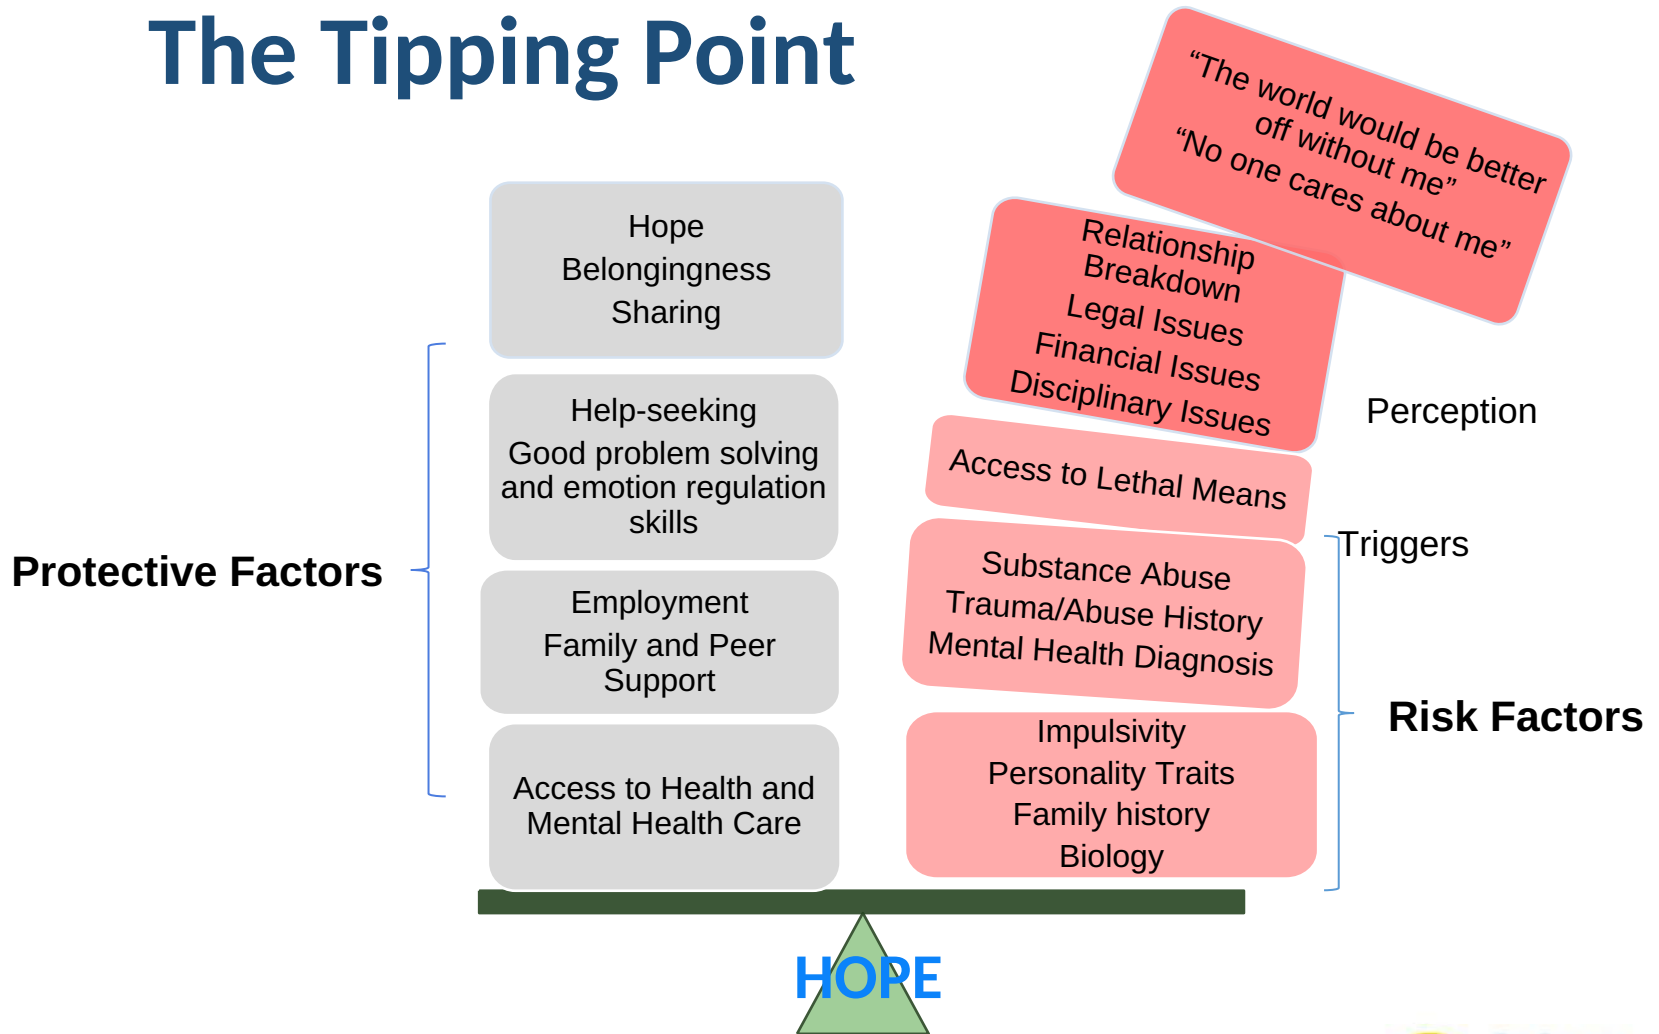 The Tipping Point
“The world would be better
off without me”
“No one cares about me”
Hope
Belongingness
Sharing
Relationship
Breakdown
Legal Issues
Financial Issues
Disciplinary Issues
Help-seeking
Good problem solving
and emotion regulation
skills
Perception
Access to Lethal Means
Triggers
Protective Factors
Employment
Family and Peer
Support
Substance Abuse
Trauma/Abuse History
Mental Health Diagnosis
Risk Factors
Access to Health and
Mental Health Care
Impulsivity
Personality Traits
Family history
Biology
HOPE